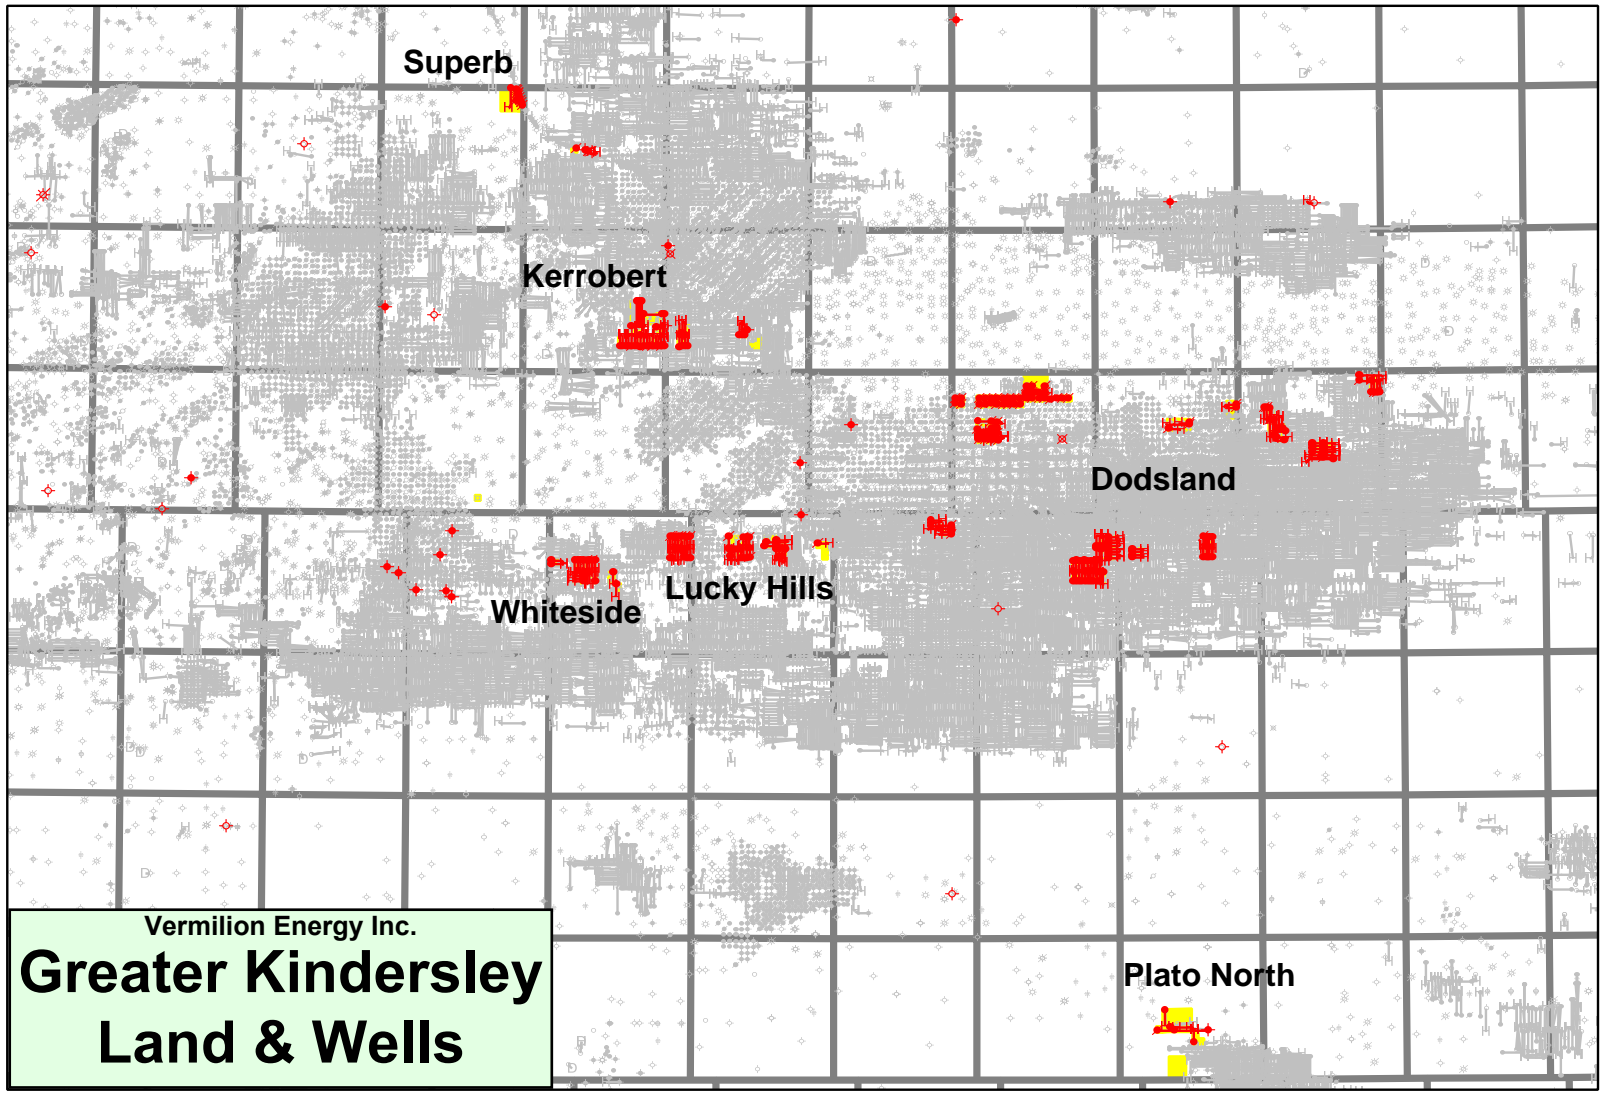 Superb
Kerrobert
Dodsland
Lucky Hills
Whiteside
Plato North
Vermilion Energy Inc.
Greater Kindersley
Land & Wells